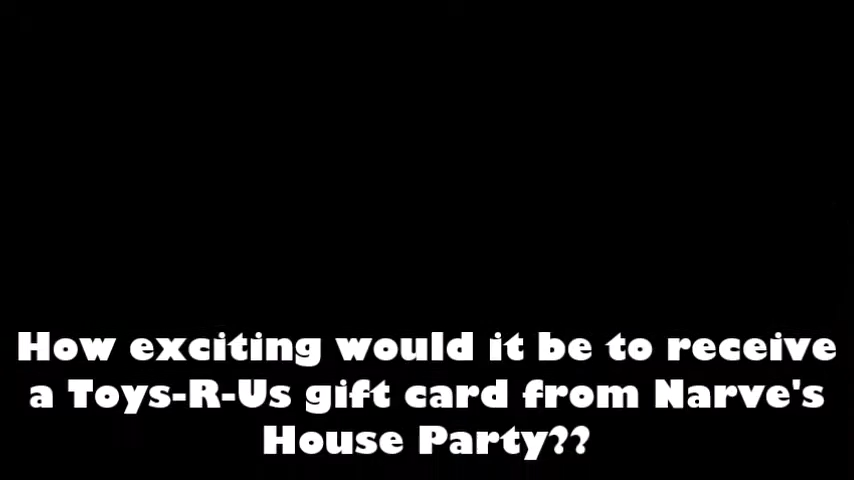 How exciting would it be to receive
a Toys-R-Us gift card from Narve's
House Party??